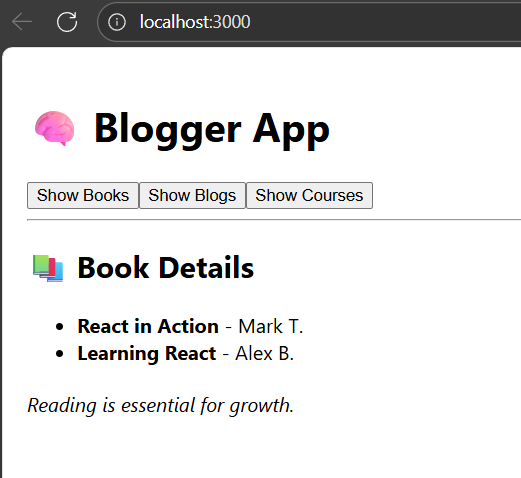 localhost:3000
Blogger App
Show Books Show Blogs Show Courses
Book Details
React in Action - Mark T.
Learning React - Alex B.
Reading is essential for growth.